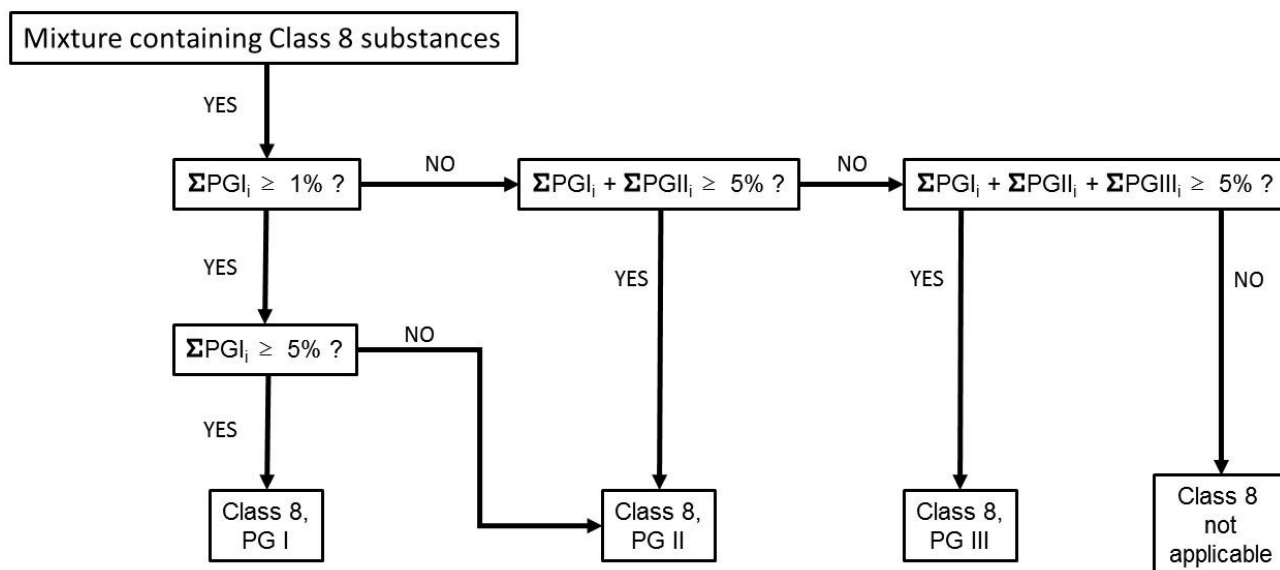 Mixture containing Class 8 substances
YES
ΣPGIᵢ ≥ 1% ?
NO
ΣPGIᵢ + ΣPGIIᵢ ≥ 5% ?
NO
ΣPGIᵢ + ΣPGIIᵢ + ΣPGIIIᵢ ≥ 5% ?
YES
YES
YES
NO
ΣPGIᵢ ≥ 5% ?
NO
YES
Class 8,
PG I
Class 8,
PG II
Class 8,
PG III
Class 8
not
applicable